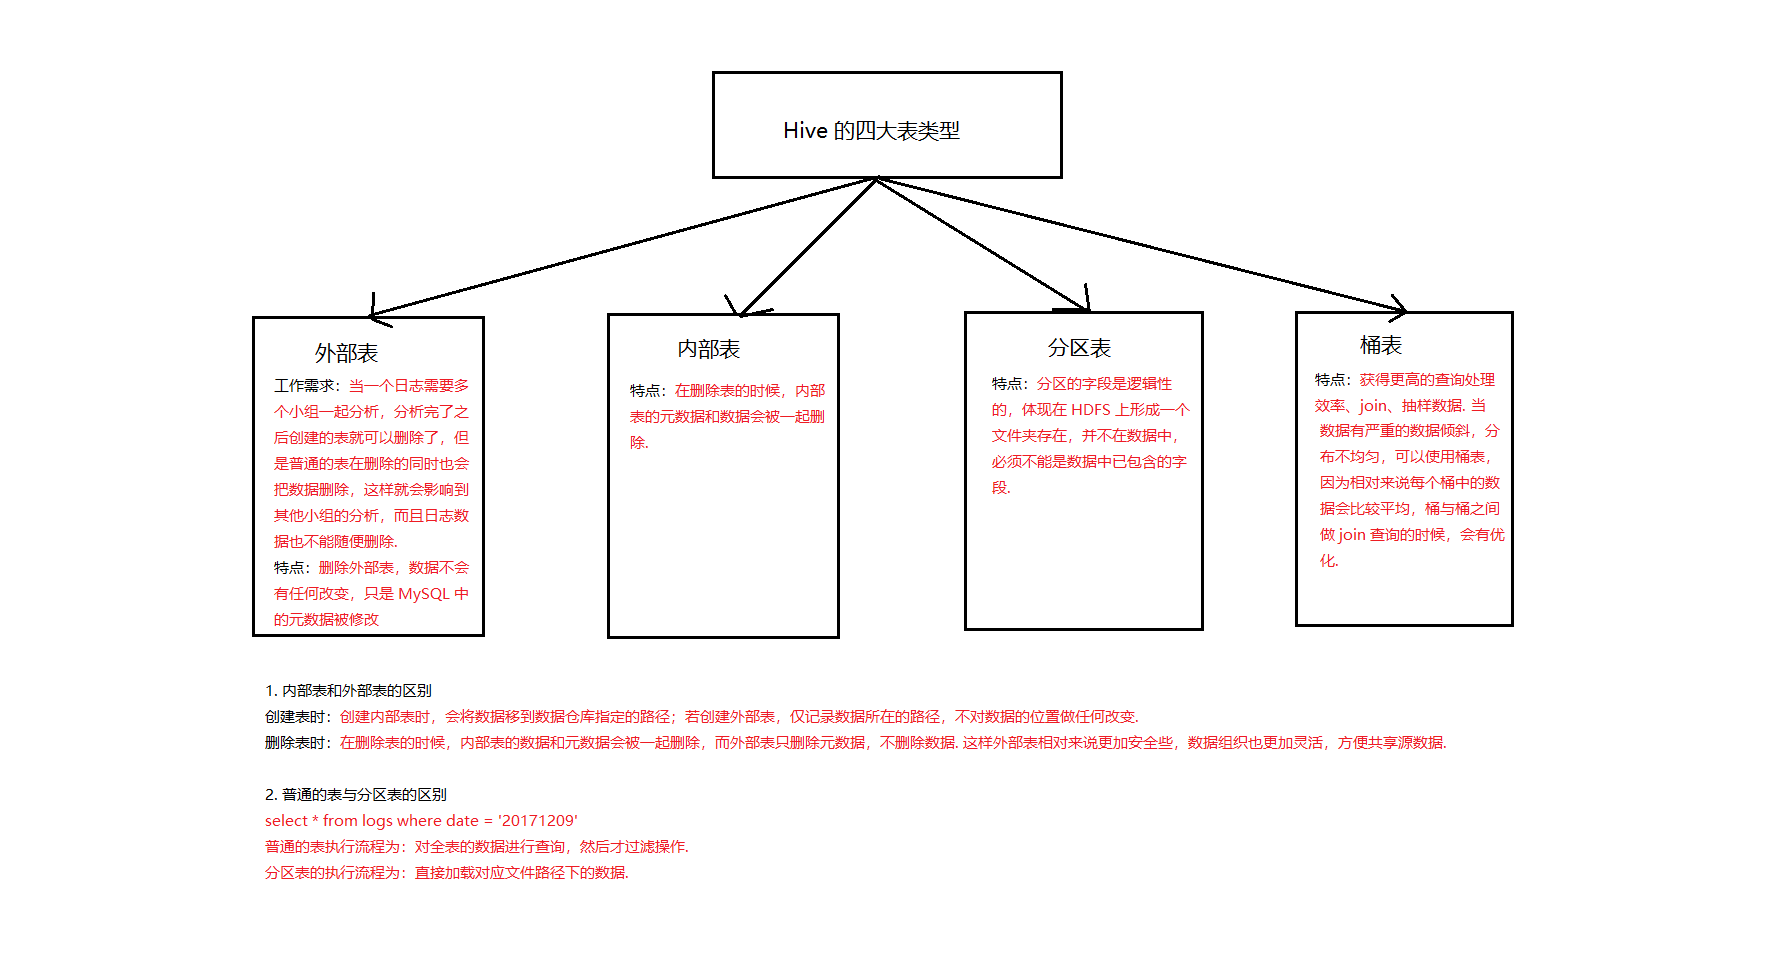 Hive 的四大表类型
外部表
工作需求：当一个日志需要多
个小组一起分析，分析完了之
后创建的表就可以删除了，但
是普通的表在删除的同时也会
把数据删除，这样就会影响到
其他小组的分析，而且日志数
据也不能随便删除.
特点：删除外部表，数据不会
有任何改变，只是 MySQL 中
的元数据被修改
内部表
特点：在删除表的时候，内部
表的元数据和数据会被一起删
除.
分区表
特点：分区的字段是逻辑性
的，体现在 HDFS 上形成一个
文件夹存在，并不在数据中，
必须不能是数据中已包含的字
段.
桶表
特点：获得更高的查询处理
效率、join、抽样数据. 当
数据有严重的数据倾斜，分
布不均匀，可以使用桶表，
因为相对来说每个桶中的数
据会比较平均，桶与桶之间
做 join 查询的时候，会有优
化.
1. 内部表和外部表的区别
创建表时：创建内部表时，会将数据移到数据仓库指定的路径；若创建外部表，仅记录数据所在的路径，不对数据的位置做任何改变.
删除表时：在删除表的时候，内部表的数据和元数据会被一起删除，而外部表只删除元数据，不删除数据. 这样外部表相对来说更加安全些，数据组织也更加灵活，方便共享源数据.
2. 普通的表与分区表的区别
select * from logs where date = '20171209'
普通的表执行流程为：对全表的数据进行查询，然后才过滤操作.
分区表的执行流程为：直接加载对应文件路径下的数据.